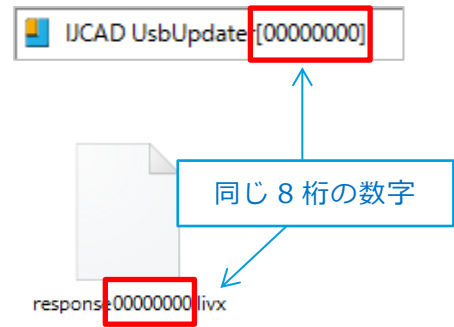 IJCAD UsbUpdater[00000000]
同じ 8 桁の数字
response00000000.livx